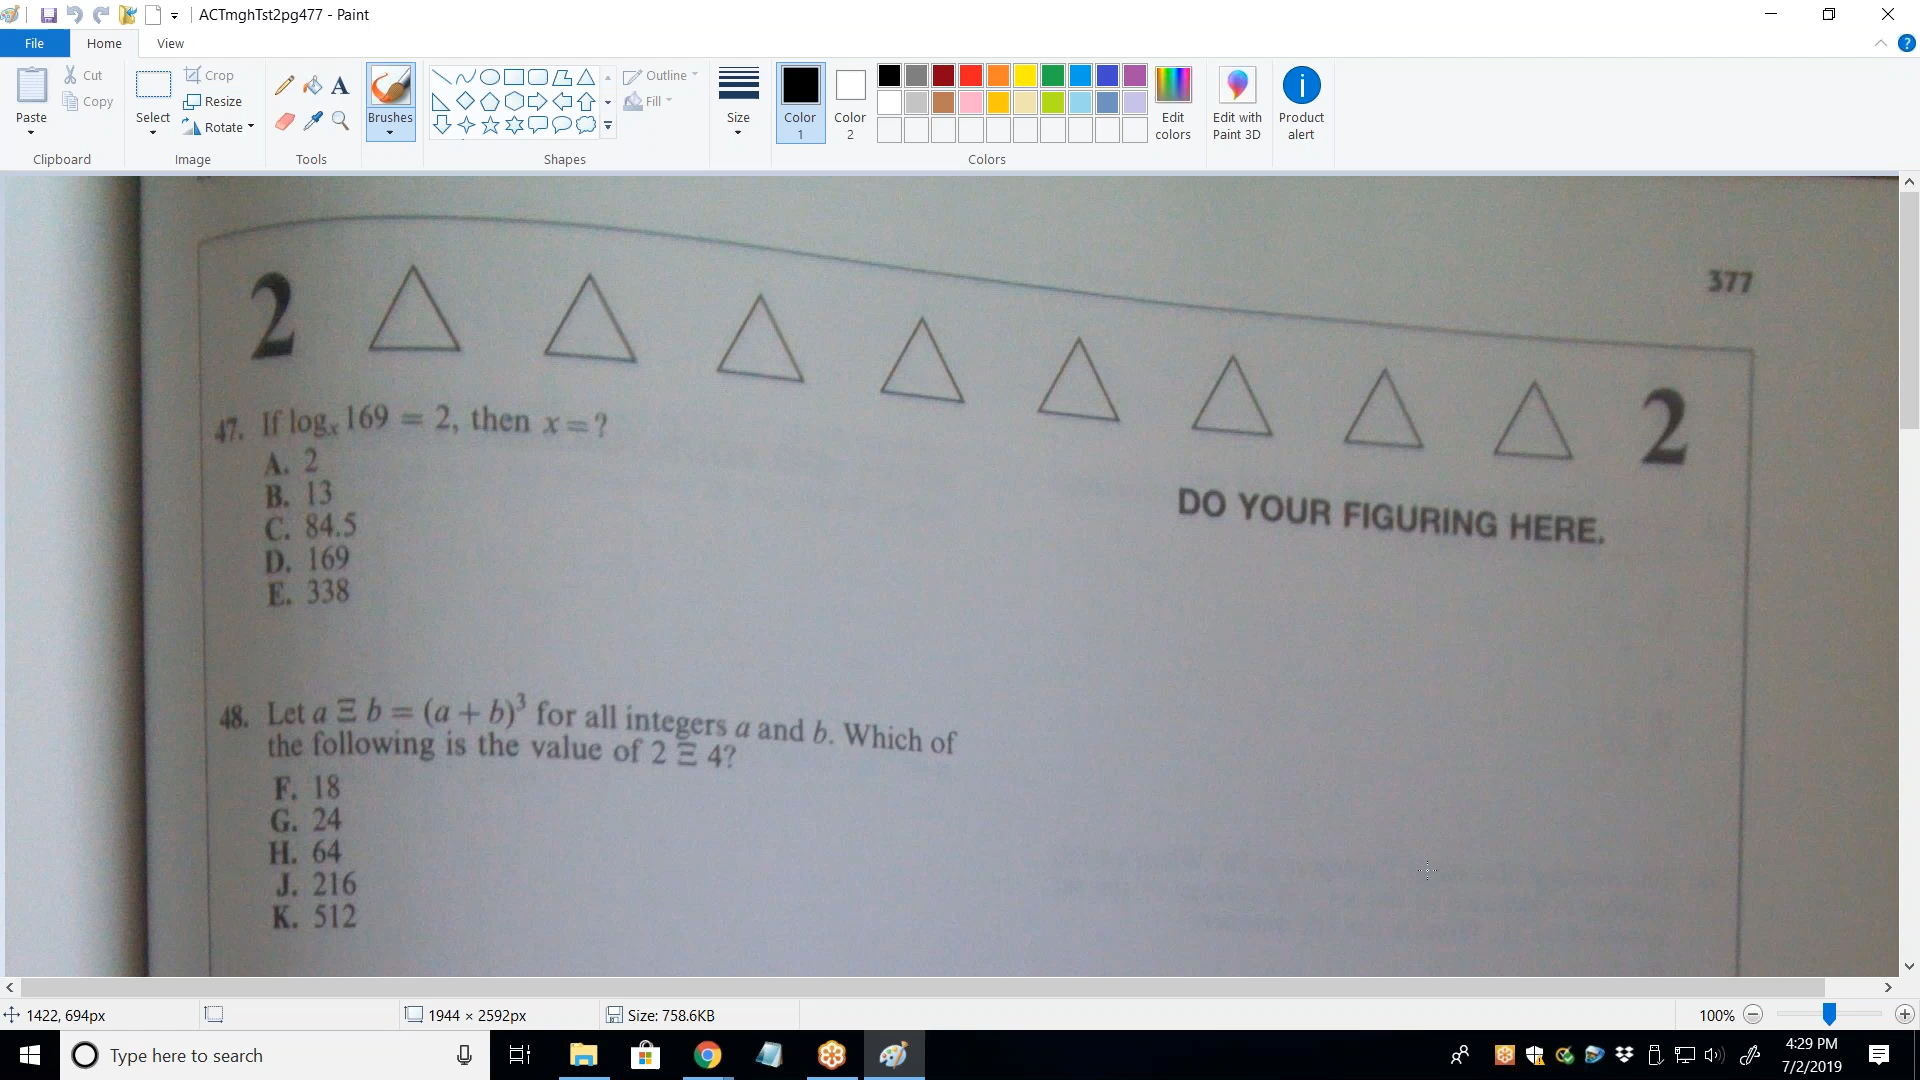 ACTmghTst2pg477 - Paint
File Home View
Paste
Cut
Copy
Clipboard
Select
Crop
Resize
Rotate
Image
A
Tools
Brushes
Outline
Fill
Shapes
Size
Color 1
Color 2
Colors
Edit colors
Edit with Paint 3D
Product alert
377
2 2
47. If logₓ 169 = 2, then x = ?
A. 2
B. 13
C. 84.5
D. 169
E. 338
DO YOUR FIGURING HERE.
48. Let a Ξ b = (a + b)³ for all integers a and b. Which of
the following is the value of 2 Ξ 4?
F. 18
G. 24
H. 64
J. 216
K. 512
1422, 694px
1944 × 2592px
Size: 758.6KB
100%
Type here to search
4:29 PM
7/2/2019